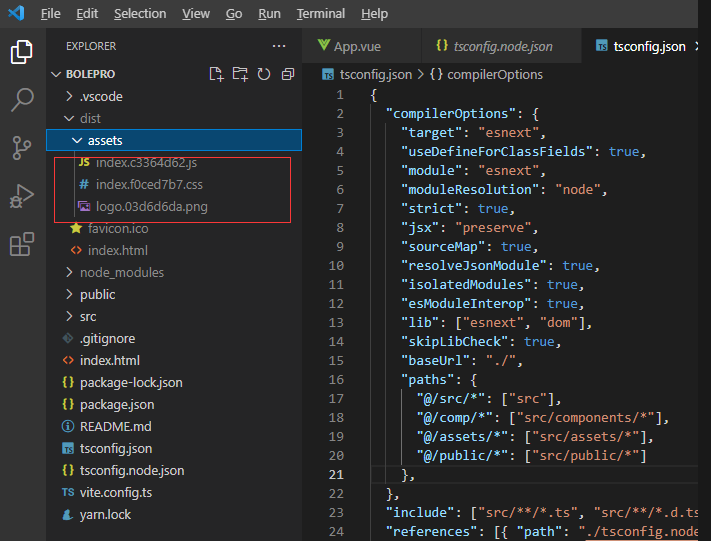 File Edit Selection View Go Run Terminal Help
EXPLORER
BOLEPRO
.vscode
dist
assets
JS index.c3364d62.js
# index.f0ced7b7.css
logo.03d6d6da.png
favicon.ico
<> index.html
node_modules
public
src
.gitignore
<> index.html
{} package-lock.json
{} package.json
README.md
TS tsconfig.json
{} tsconfig.node.json
TS vite.config.ts
yarn.lock
App.vue {} tsconfig.node.json TS tsconfig.json
TS tsconfig.json > {} compilerOptions
1 {
2 "compilerOptions": {
3 "target": "esnext",
4 "useDefineForClassFields": true,
5 "module": "esnext",
6 "moduleResolution": "node",
7 "strict": true,
8 "jsx": "preserve",
9 "sourceMap": true,
10 "resolveJsonModule": true,
11 "isolatedModules": true,
12 "esModuleInterop": true,
13 "lib": ["esnext", "dom"],
14 "skipLibCheck": true,
15 "baseUrl": "./",
16 "paths": {
17 "@/src/*": ["src"],
18 "@/comp/*": ["src/components/*"],
19 "@/assets/*": ["src/assets/*"],
20 "@/public/*": ["src/public/*"]
21 },
22 },
23 "include": ["src/**/*.ts", "src/**/*.d.ts
24 "references": [{ "path": "./tsconfig.node